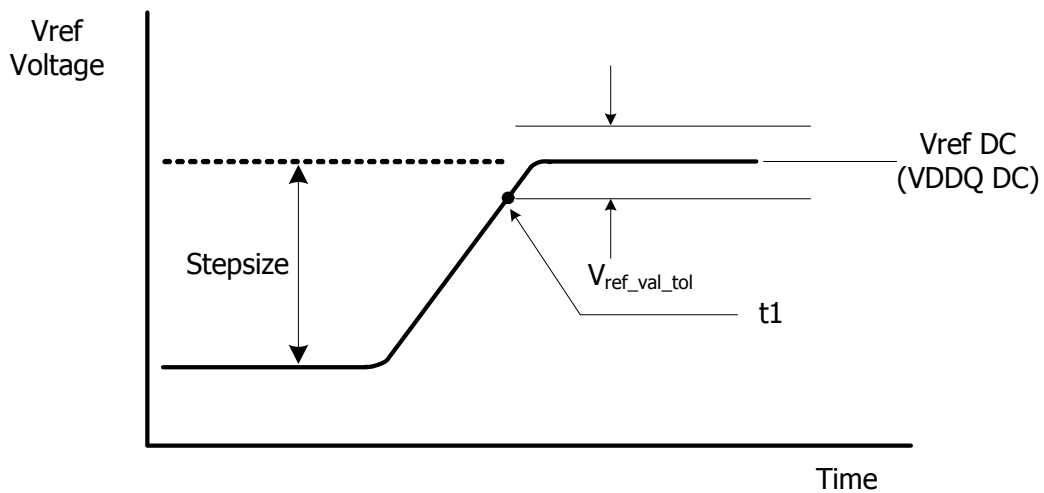 Vref
Voltage
Vref DC
(VDDQ DC)
Stepsize
Vref_val_tol
t1
Time